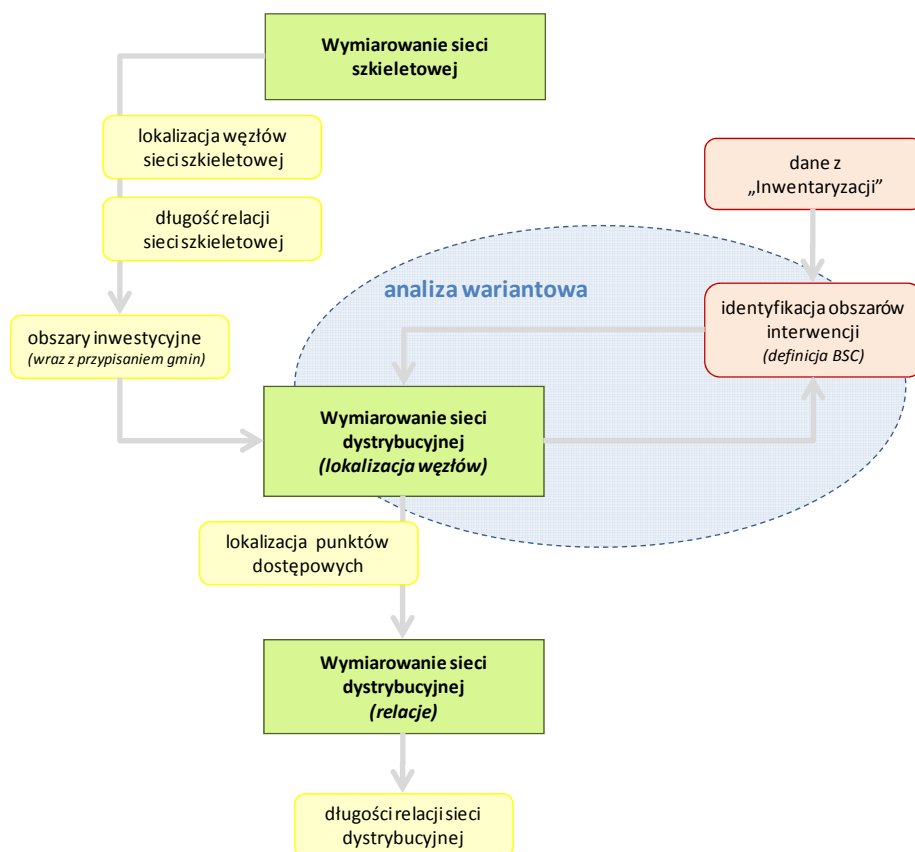 Wymiarowanie sieci
szkieletowej
lokalizacja węzłów
sieci szkieletowej
dane z
„Inwentaryzacji”
długość relacji
sieci szkieletowej
analiza wariantowa
identyfikacja obszarów
interwencji
(definicja BSC)
obszary inwestycyjne
(wraz z przypisaniem gmin)
Wymiarowanie sieci
dystrybucyjnej
(lokalizacja węzłów)
lokalizacja punktów
dostępowych
Wymiarowanie sieci
dystrybucyjnej
(relacje)
długości relacji sieci
dystrybucyjnej